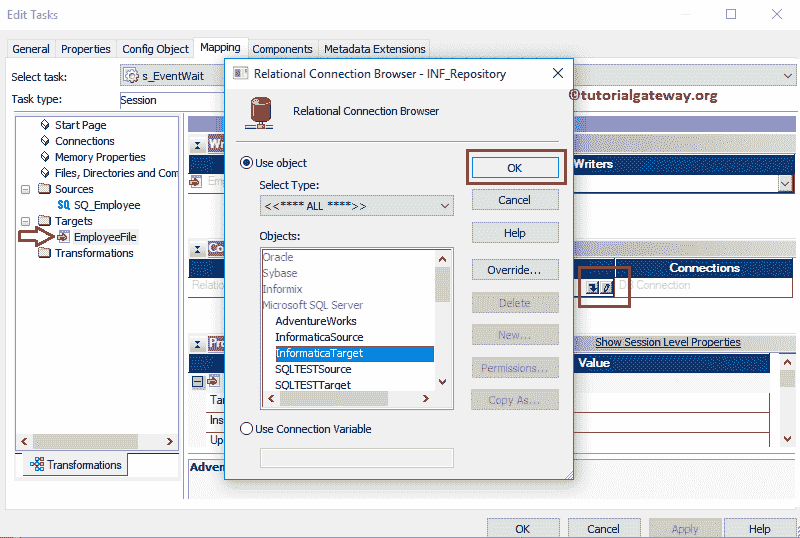 Edit Tasks
General Properties Config Object Mapping Components Metadata Extensions
Select task: s_EventWait
Task type: Session
Relational Connection Browser - INF_Repository
©tutorialgateway.org
Relational Connection Browser
Start Page
Connections
Memory Properties
Files, Directories and Com
Sources
SQ_Employee
Targets
EmployeeFile
Transformations
Transformations
Use object
Select Type:
<<**** ALL ****>>
Objects:
Oracle
Sybase
Informix
Microsoft SQL Server
AdventureWorks
InformaticaSource
InformaticaTarget
SQLTESTSource
SQLTESTTarget
Use Connection Variable
OK
Cancel
Help
Override...
Delete
New...
Permissions...
Copy As...
Writers
Connections
Relatio
DB Connection
Show Session Level Properties
Value
Tar
Ins
Up
Adven
OK Cancel Apply Help